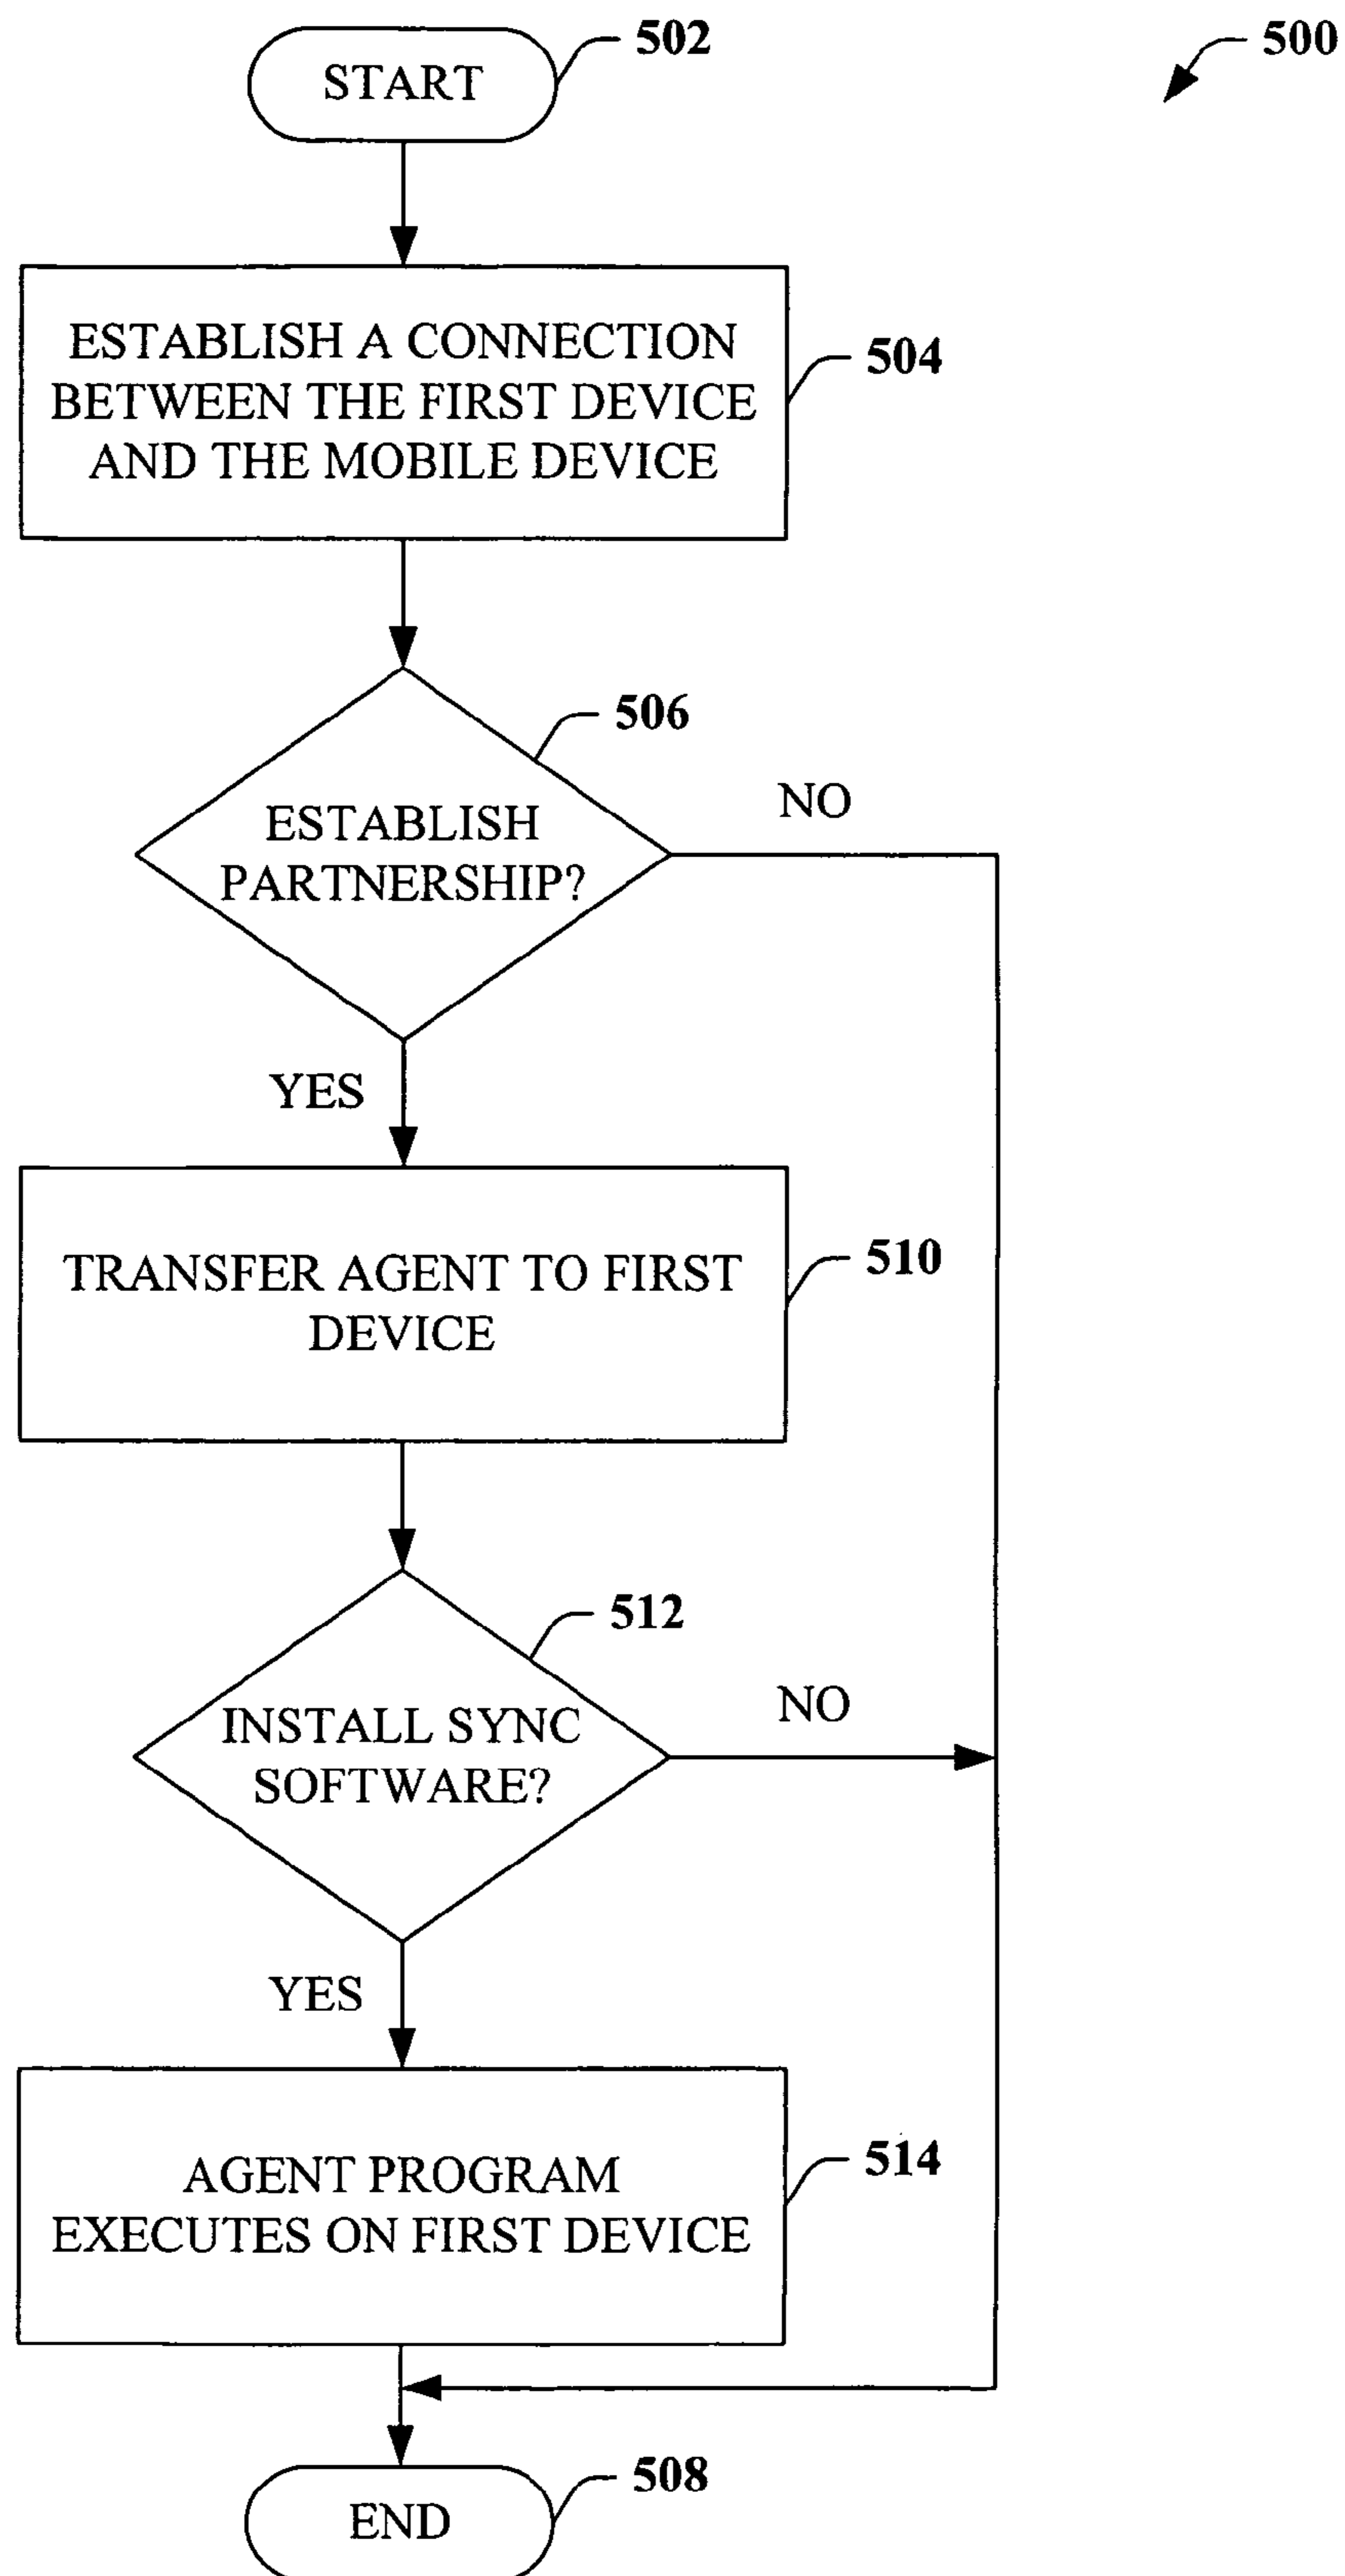 502
500
START
ESTABLISH A CONNECTION
BETWEEN THE FIRST DEVICE
AND THE MOBILE DEVICE
504
506
NO
ESTABLISH
PARTNERSHIP?
YES
TRANSFER AGENT TO FIRST
DEVICE
510
512
NO
INSTALL SYNC
SOFTWARE?
YES
AGENT PROGRAM
EXECUTES ON FIRST DEVICE
514
508
END